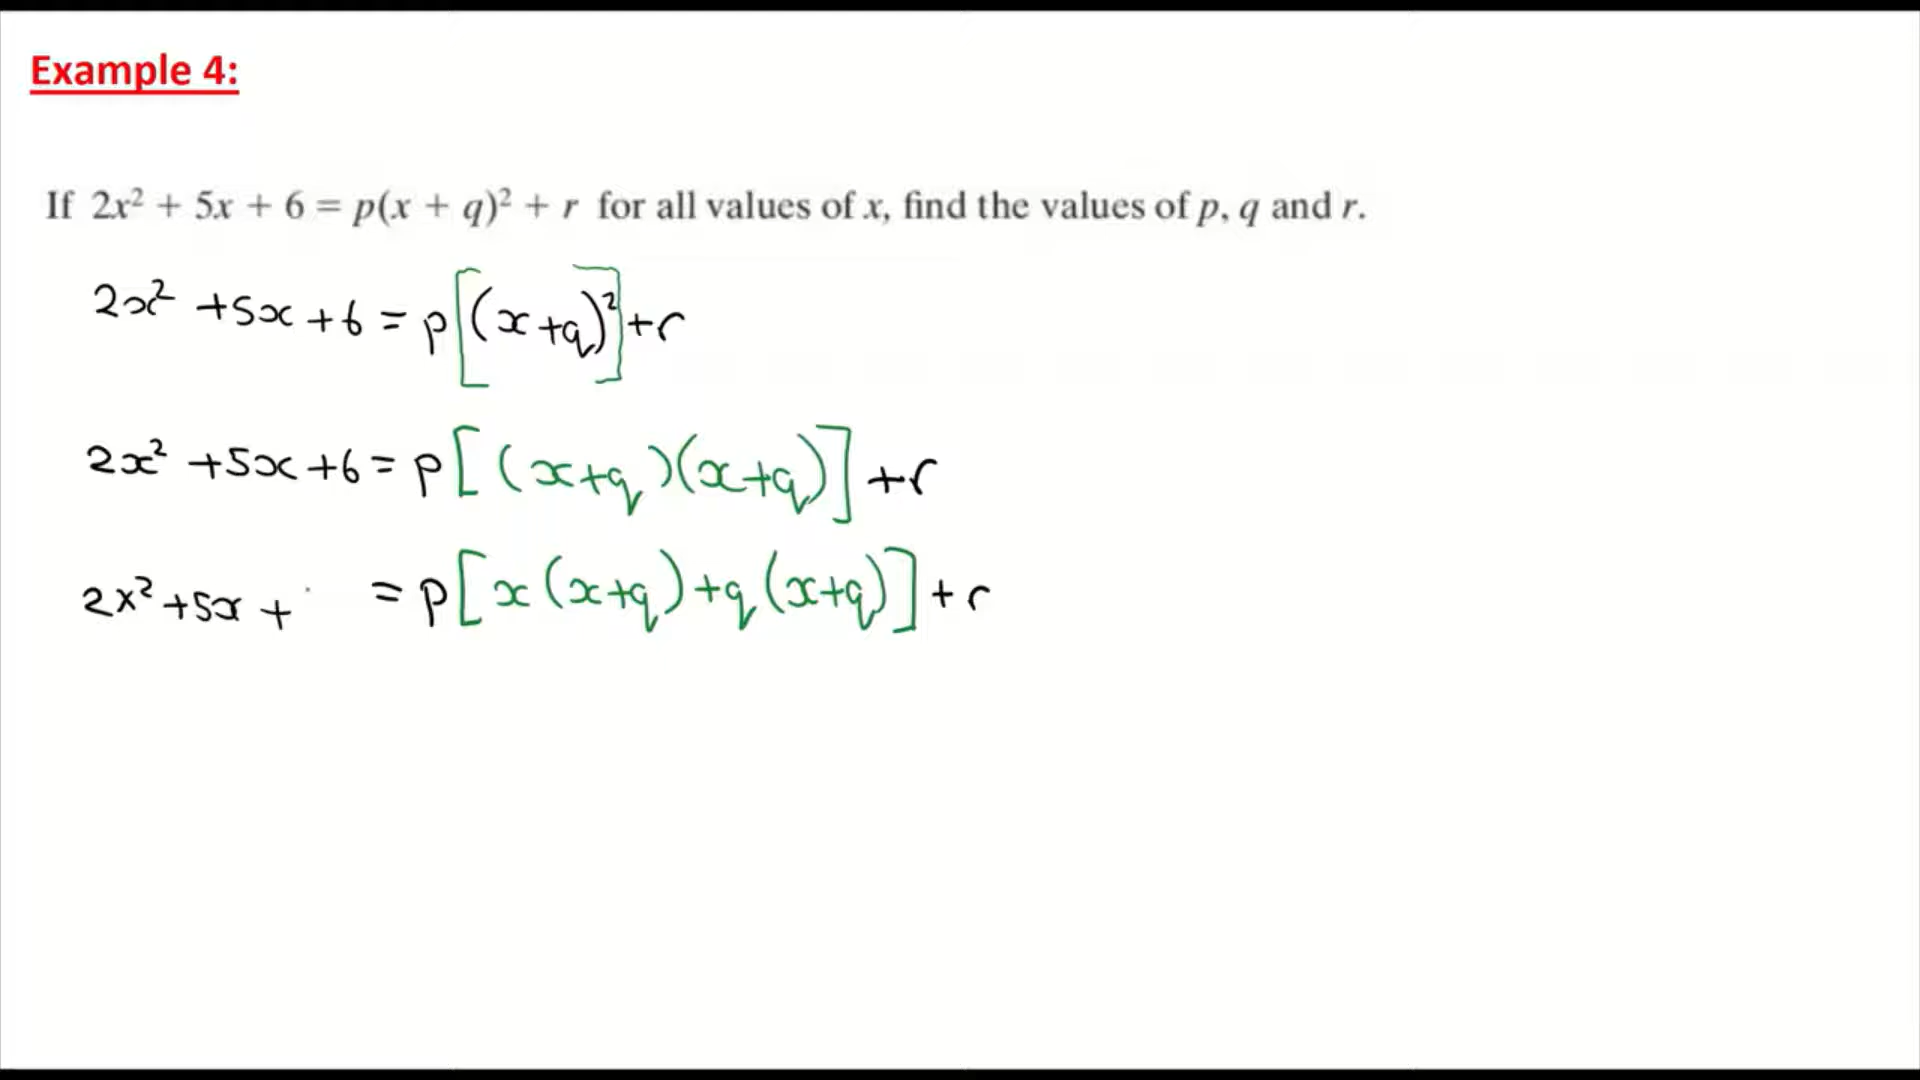 Example 4:
If 2x² + 5x + 6 = p(x + q)² + r for all values of x, find the values of p, q and r.
2x² +5x +6 = p[(x+q)²]+r
2x² +5x +6 = p[(x+q)(x+q)] +r
2x² +5x + = p[x(x+q)+q(x+q)] + r